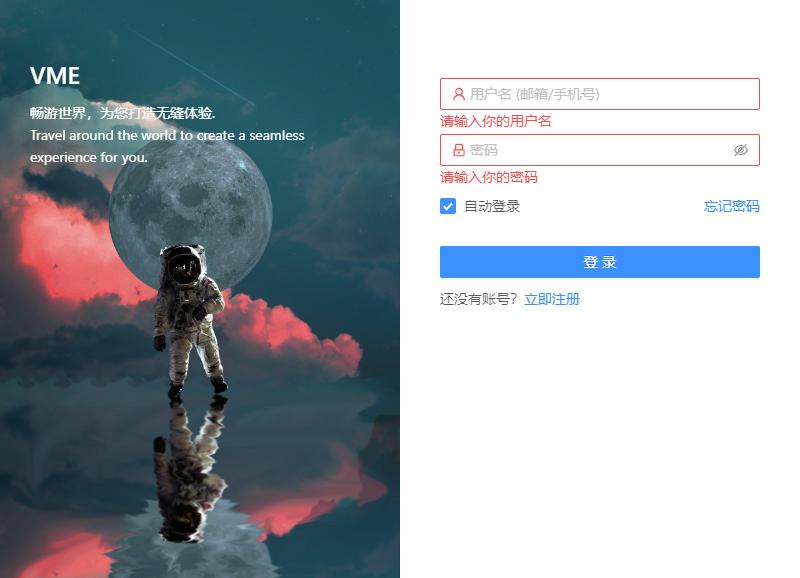 VME
畅游世界，为您打造无缝体验.
Travel around the world to create a seamless
experience for you.
用户名 (邮箱/手机号)
请输入你的用户名
密码
请输入你的密码
自动登录
忘记密码
登 录
还没有账号? 立即注册